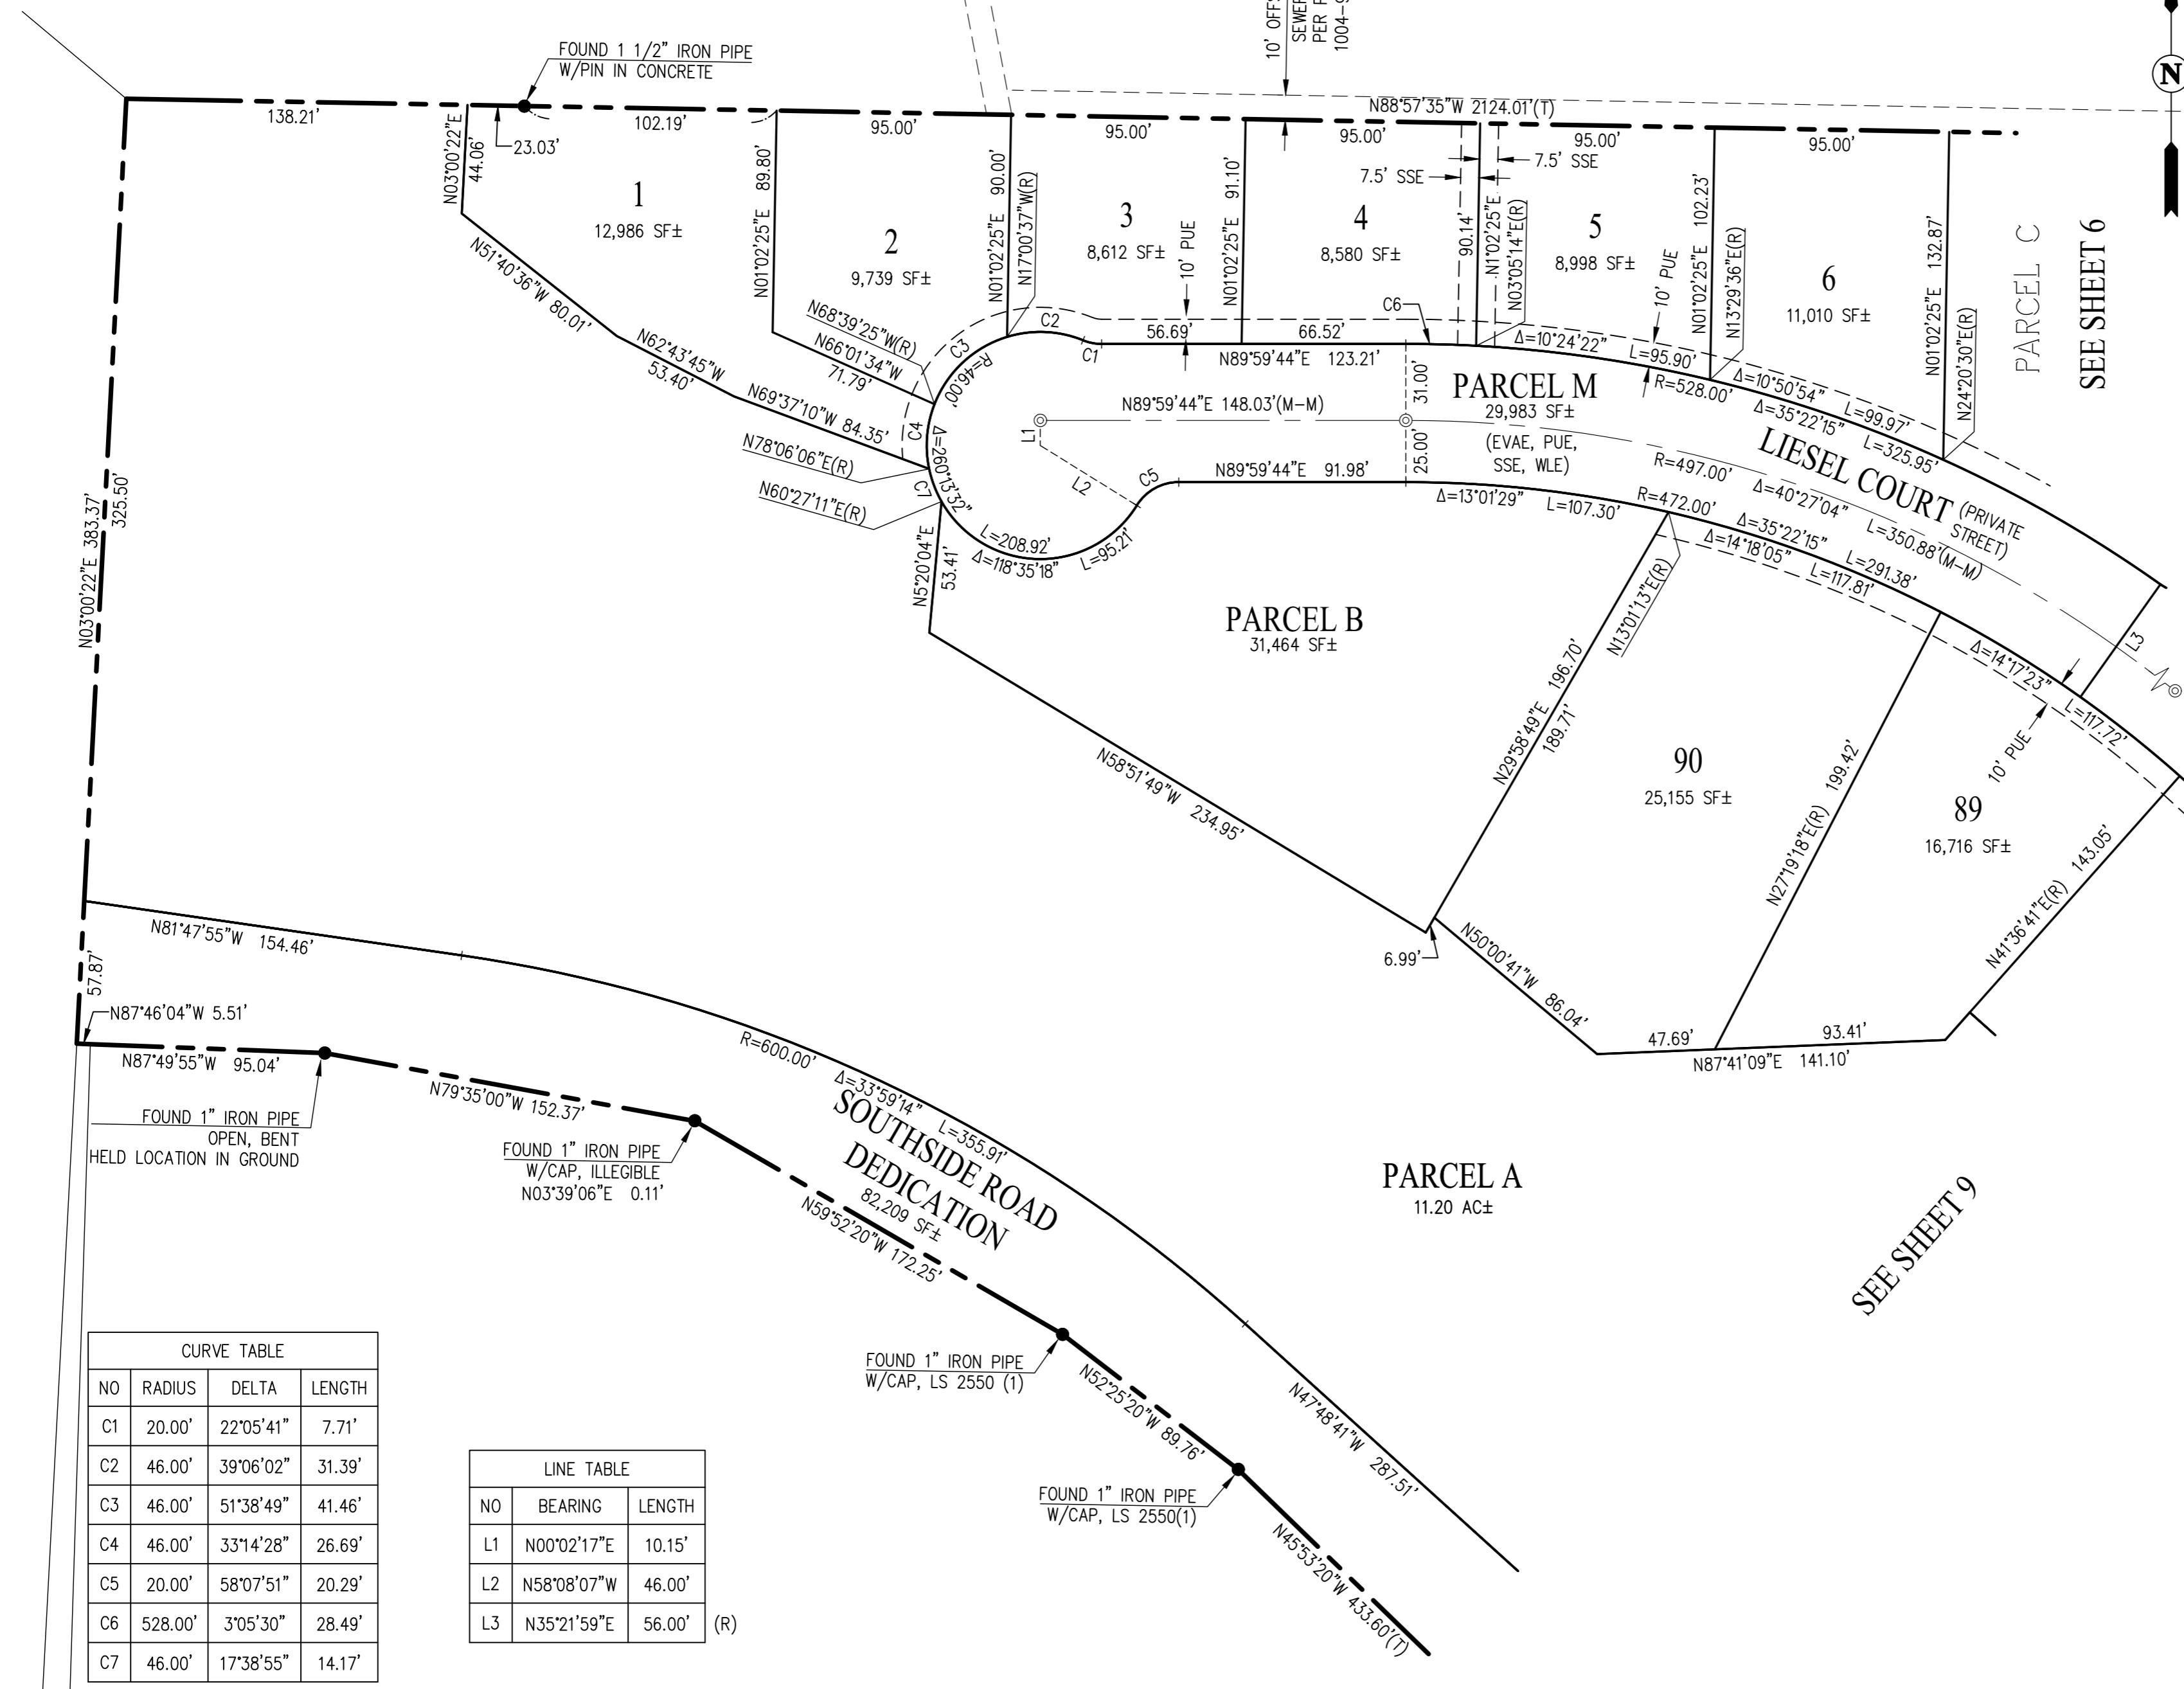 10' OFF
SEWER
PER
1004-9
N
FOUND 1 1/2" IRON PIPE
W/PIN IN CONCRETE
138.21'
23.03'
102.19'
95.00'
95.00'
95.00'
95.00'
95.00'
N88°57'35"W 2124.01'(T)
N03°00'22"E
44.06'
1
12,986 SF±
N01°02'25"E 89.80'
2
9,739 SF±
N01°02'25"E 90.00'
N17°00'37"W(R)
3
8,612 SF±
10' PUE
N01°02'25"E 91.10'
4
8,580 SF±
7.5' SSE
7.5' SSE
90.14'
N1°02'25"E
N03°05'14"E(R)
5
8,998 SF±
10' PUE
N01°02'25"E 102.23'
N13°29'36"E(R)
6
11,010 SF±
N01°02'25"E 132.87'
N24°20'30"E(R)
PARCEL C
SEE SHEET 6
N51°40'36"W 80.01'
N62°43'45"W
53.40'
N69°37'10"W 84.35'
N68°39'25"W(R)
N66°01'34"W
71.79'
N78°06'06"E(R)
N60°27'11"E(R)
C2
C3
R=46.00'
C4
Δ=260°13'32"
C7
L=208.92'
Δ=118°35'18"
L=95.21'
C1
56.69'
66.52'
C6
N89°59'44"E 123.21'
Δ=10°24'22"
L=95.90'
R=528.00'
Δ=10°50'54"
L=99.97'
Δ=35°22'15"
L=325.95'
PARCEL M
29,983 SF±
(EVAE, PUE,
SSE, WLE)
N89°59'44"E 148.03'(M-M)
31.00'
25.00'
L1
L2
C5
N89°59'44"E 91.98'
LIESEL COURT
(PRIVATE
STREET)
R=497.00'
Δ=40°27'04"
L=350.88'(M-M)
Δ=13°01'29"
L=107.30'
R=472.00'
Δ=35°22'15"
L=291.38'
Δ=14°18'05"
L=117.81'
Δ=14°17'23"
L=117.72'
L3
10' PUE
N5°20'04"E
53.41'
N03°00'22"E 383.37'
325.50'
PARCEL B
31,464 SF±
N13°01'13"E(R)
N29°58'49"E 196.70'
189.71'
N58°51'49"W 234.95'
6.99'
90
25,155 SF±
N27°19'18"E(R) 199.42'
89
16,716 SF±
N41°36'41"E(R) 143.05'
N50°00'41"W 86.04'
47.69'
93.41'
N87°41'09"E 141.10'
N81°47'55"W 154.46'
57.87'
N87°46'04"W 5.51'
N87°49'55"W 95.04'
FOUND 1" IRON PIPE
OPEN, BENT
HELD LOCATION IN GROUND
N79°35'00"W 152.37'
FOUND 1" IRON PIPE
W/CAP, ILLEGIBLE
N03°39'06"E 0.11'
R=600.00'
Δ=33°59'14"
L=355.91'
SOUTHSIDE ROAD
DEDICATION
82,209 SF±
N59°52'20"W 172.25'
PARCEL A
11.20 AC±
SEE SHEET 9
FOUND 1" IRON PIPE
W/CAP, LS 2550 (1)
N52°25'20"W 89.76'
N47°48'41"W 287.51'
FOUND 1" IRON PIPE
W/CAP, LS 2550(1)
N45°53'20"W 433.60'(T)
CURVE TABLE
NO RADIUS DELTA LENGTH
C1 20.00' 22°05'41" 7.71'
C2 46.00' 39°06'02" 31.39'
C3 46.00' 51°38'49" 41.46'
C4 46.00' 33°14'28" 26.69'
C5 20.00' 58°07'51" 20.29'
C6 528.00' 3°05'30" 28.49'
C7 46.00' 17°38'55" 14.17'
LINE TABLE
NO BEARING LENGTH
L1 N00°02'17"E 10.15'
L2 N58°08'07"W 46.00'
L3 N35°21'59"E 56.00' (R)